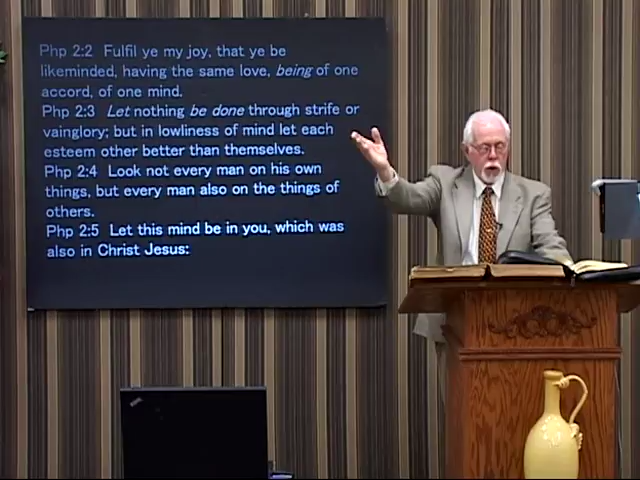 Php 2:2 Fulfil ye my joy, that ye be
likeminded, having the same love, being of one
accord, of one mind.
Php 2:3 Let nothing be done through strife or
vainglory; but in lowliness of mind let each
esteem other better than themselves.
Php 2:4 Look not every man on his own
things, but every man also on the things of
others.
Php 2:5 Let this mind be in you, which was
also in Christ Jesus: